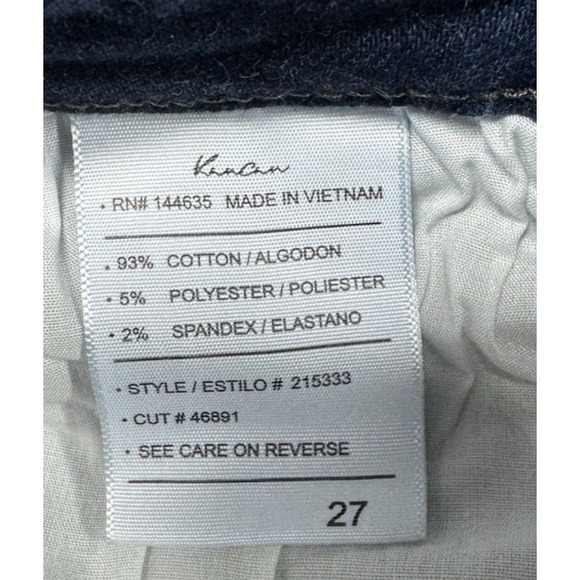 Kancan
• RN# 144635 MADE IN VIETNAM
• 93% COTTON / ALGODON
• 5% POLYESTER / POLIESTER
• 2% SPANDEX / ELASTANO
• STYLE / ESTILO # 215333
• CUT # 46891
• SEE CARE ON REVERSE
27